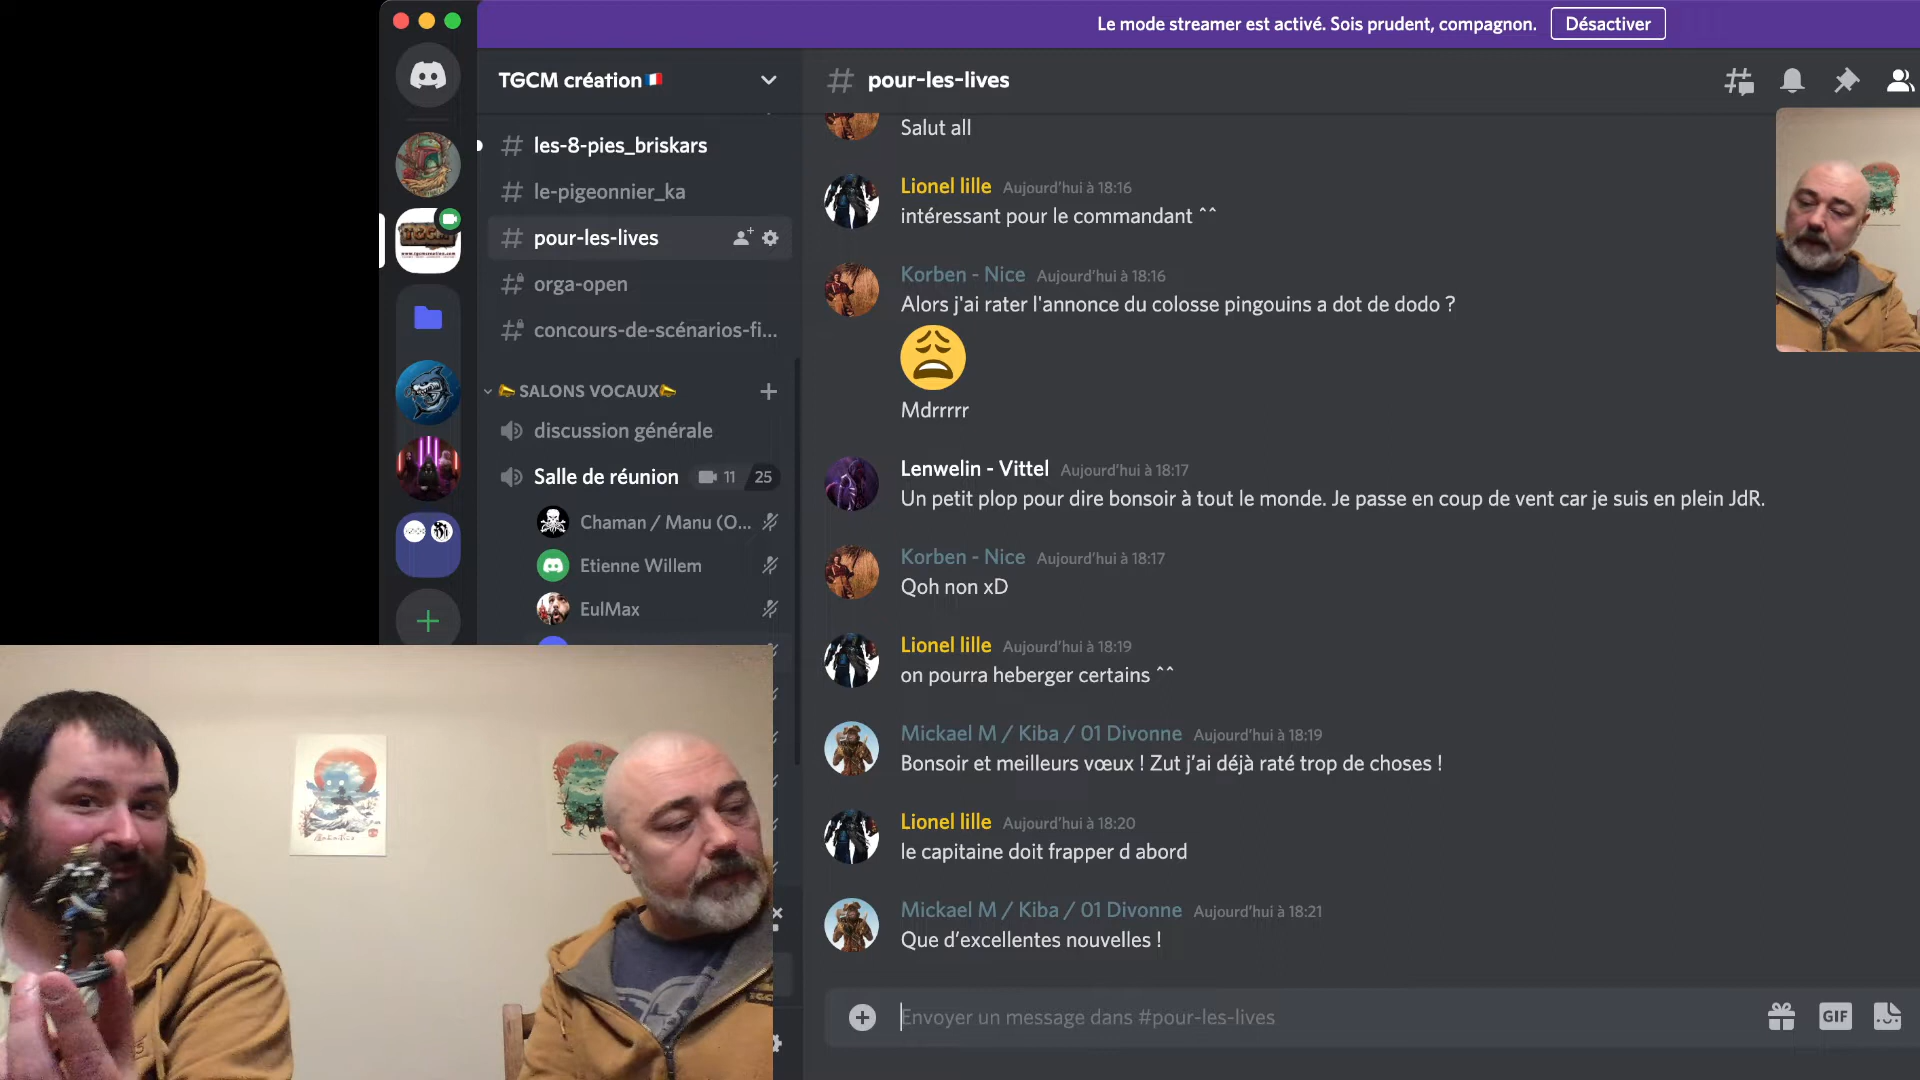 Le mode streamer est activé. Sois prudent, compagnon.
Désactiver
TGCM création
pour-les-lives
les-8-pies_briskars
le-pigeonnier_ka
pour-les-lives
orga-open
concours-de-scénarios-fi...
SALONS VOCAUX
discussion générale
Salle de réunion 11 25
Chaman / Manu (O...
Etienne Willem
EulMax
Salut all
Lionel lille Aujourd'hui à 18:16
intéressant pour le commandant ^^
Korben - Nice Aujourd'hui à 18:16
Alors j'ai rater l'annonce du colosse pingouins a dot de dodo ?
Mdrrrrr
Lenwelin - Vittel Aujourd'hui à 18:17
Un petit plop pour dire bonsoir à tout le monde. Je passe en coup de vent car je suis en plein JdR.
Korben - Nice Aujourd'hui à 18:17
Qoh non xD
Lionel lille Aujourd'hui à 18:19
on pourra heberger certains ^^
Mickael M / Kiba / 01 Divonne Aujourd'hui à 18:19
Bonsoir et meilleurs vœux ! Zut j'ai déjà raté trop de choses !
Lionel lille Aujourd'hui à 18:20
le capitaine doit frapper d abord
Mickael M / Kiba / 01 Divonne Aujourd'hui à 18:21
Que d'excellentes nouvelles !
Envoyer un message dans #pour-les-lives
GIF